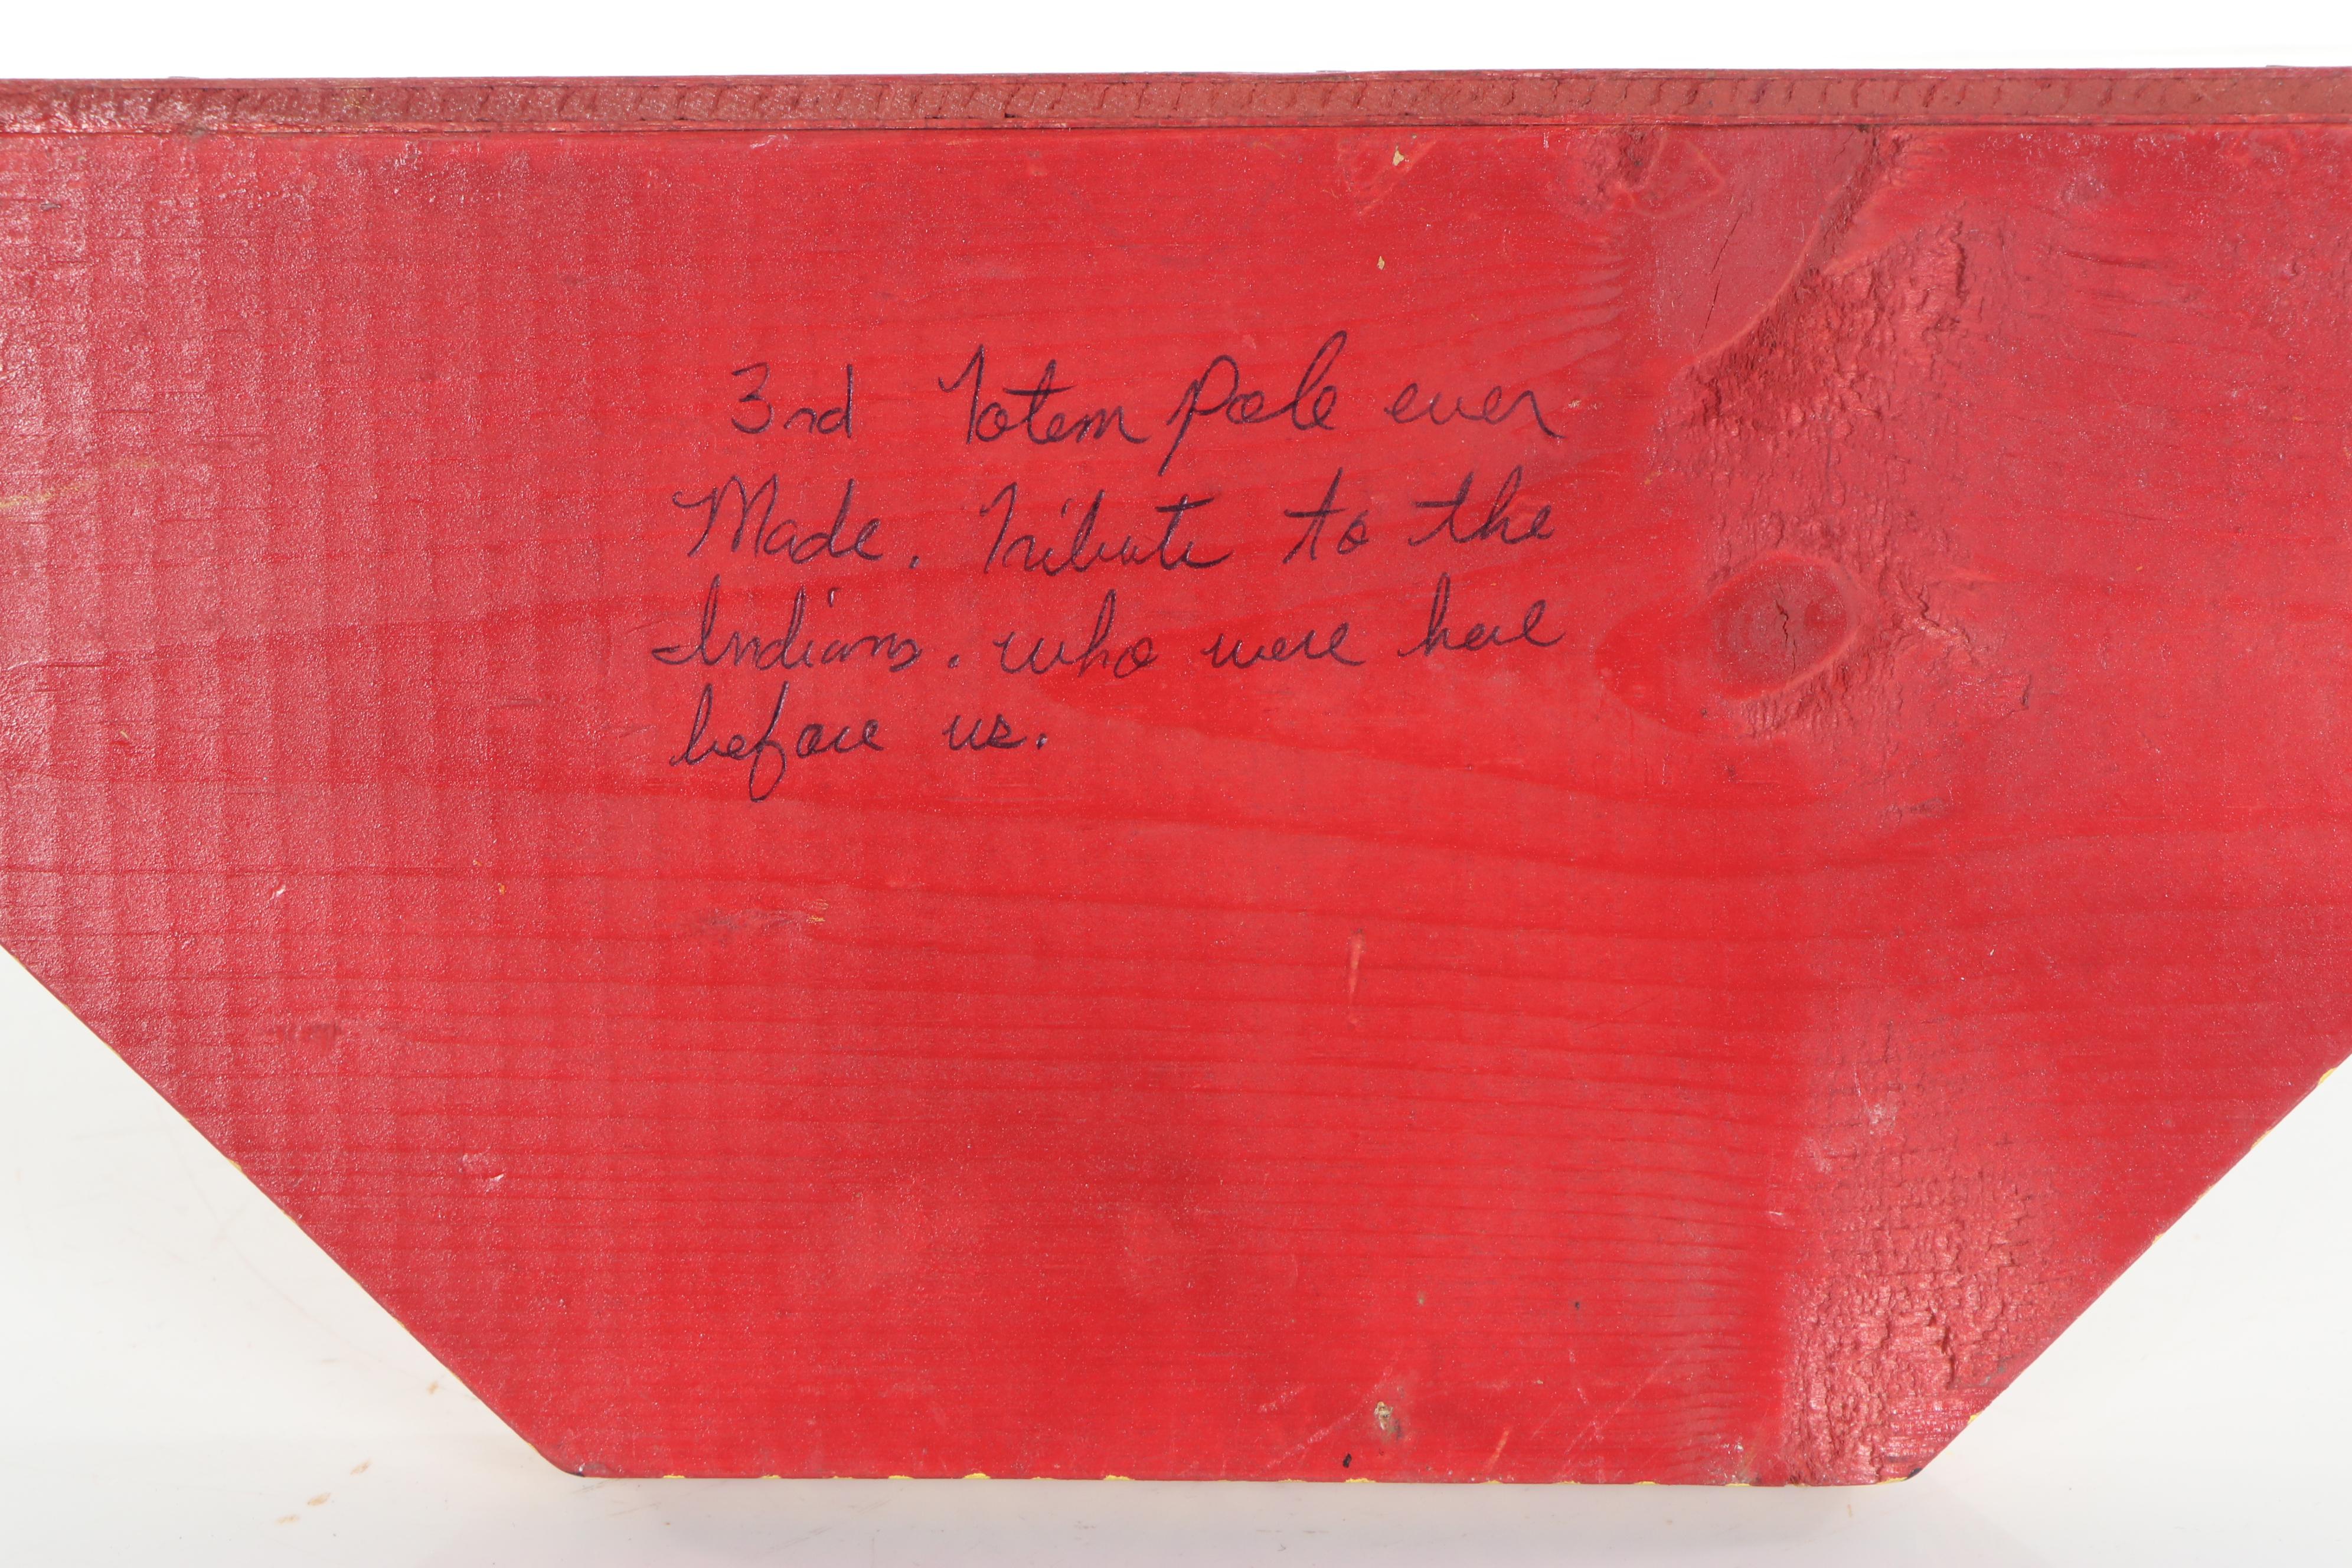 3rd Totem Pole ever
Made. Tribute to the
Indians. who were here
before us.